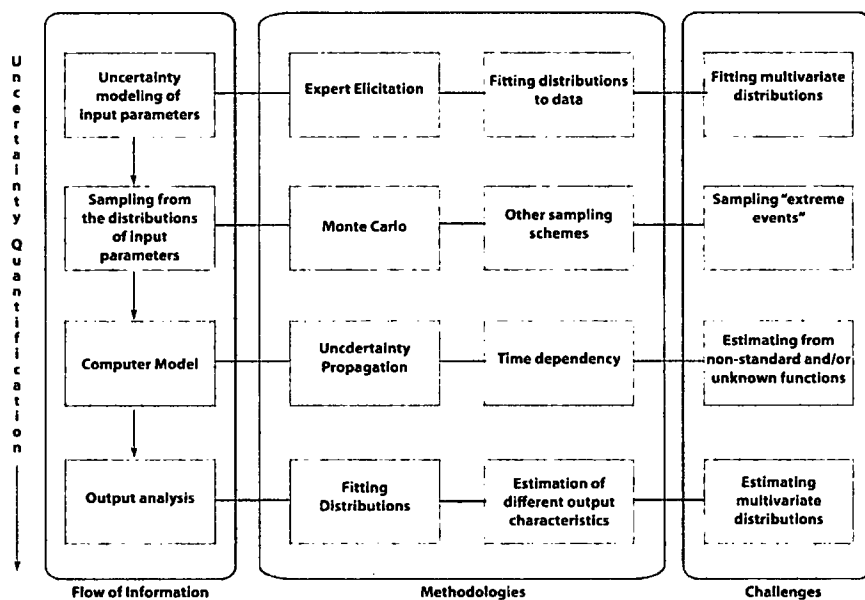 Uncertainty Quantification
Uncertainty
modeling of
input
parameters
Expert Elicitation
Fitting distributions
to data
Fitting multivariate
distributions
Sampling from
the distributions
of input
parameters
Monte Carlo
Other sampling
schemes
Sampling "extreme
events"
Computer Model
Uncdertainty
Propagation
Time dependency
Estimating from
non-standard and/or
unknown functions
Output analysis
Fitting
Distributions
Estimation of
different output
characteristics
Estimating
multivariate
distributions
Flow of Information
Methodologies
Challenges